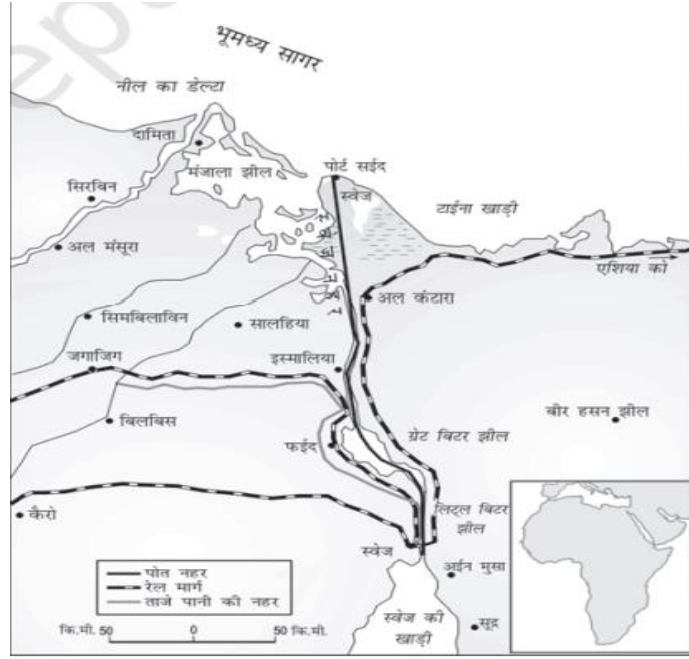 भूमध्य सागर
नील का डेल्टा
दामिता
मंजाला झील
पोर्ट सईद
स्वेज
सिरबिन
टाईना खाड़ी
अल मंसूरा
एशिया को
अल कंटारा
सिमबिलाविन
सालहिया
जगाजिग
इस्मालिया
बिलबिस
बीर हसन झील
ग्रेट बिटर झील
फईद
लिट्ल बिटर
झील
कैरो
स्वेज
अईन मुसा
पोत नहर
रेल मार्ग
ताजे पानी की नहर
स्वेज की
खाड़ी
सूद्र
कि.मी. 50 0 50 कि.मी.